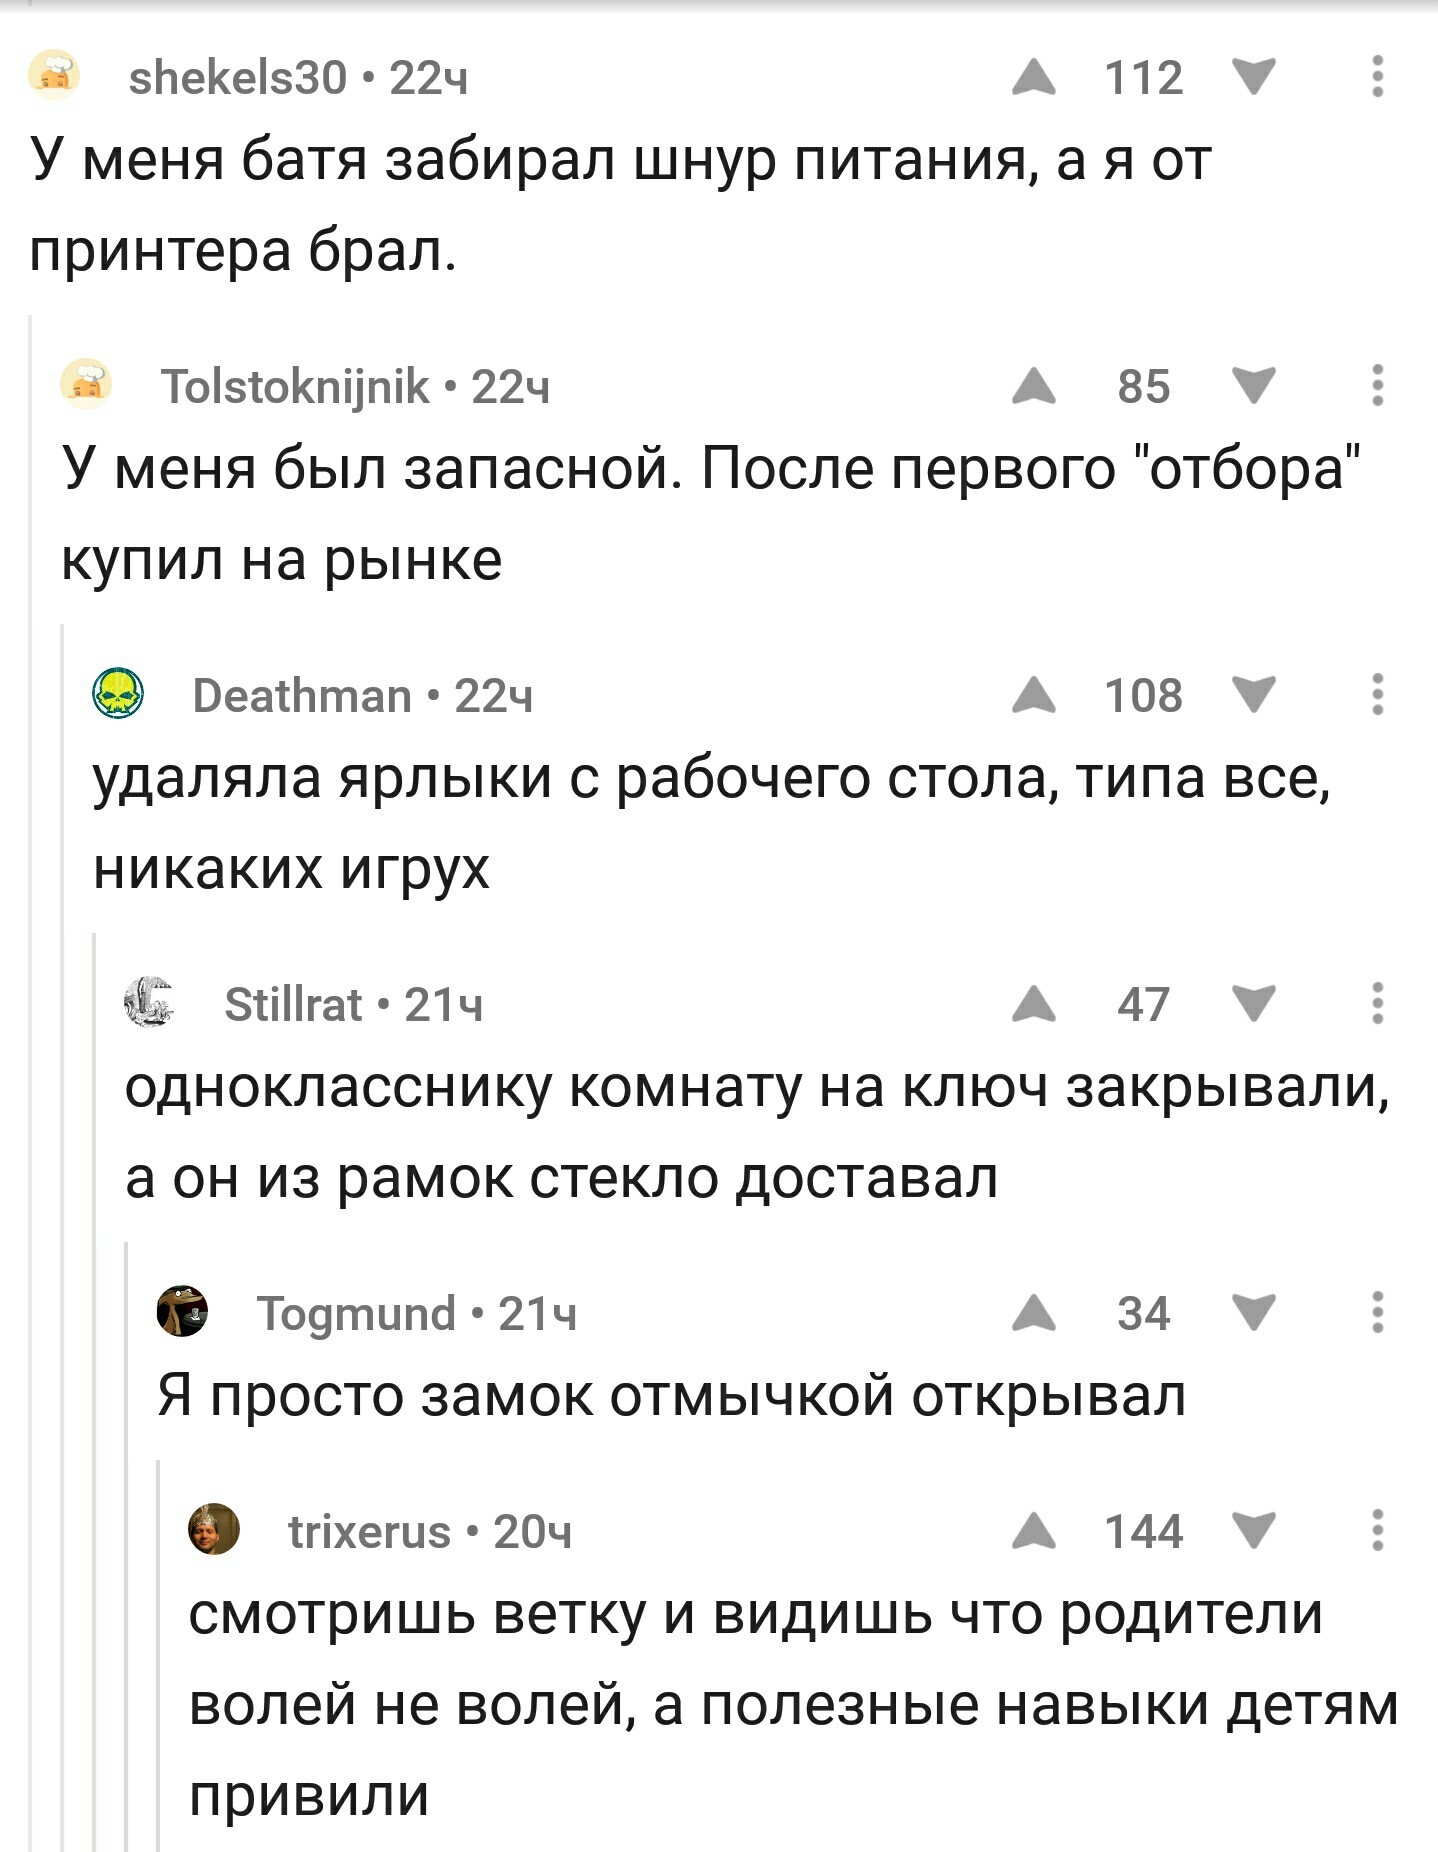 shekels30 • 22ч 112
У меня батя забирал шнур питания, а я от
принтера брал.
Tolstoknijnik • 22ч 85
У меня был запасной. После первого "отбора"
купил на рынке
Deathman • 22ч 108
удаляла ярлыки с рабочего стола, типа все,
никаких игрух
Stillrat • 21ч 47
однокласснику комнату на ключ закрывали,
а он из рамок стекло доставал
Togmund • 21ч 34
Я просто замок отмычкой открывал
trixerus • 20ч 144
смотришь ветку и видишь что родители
волей не волей, а полезные навыки детям
привили